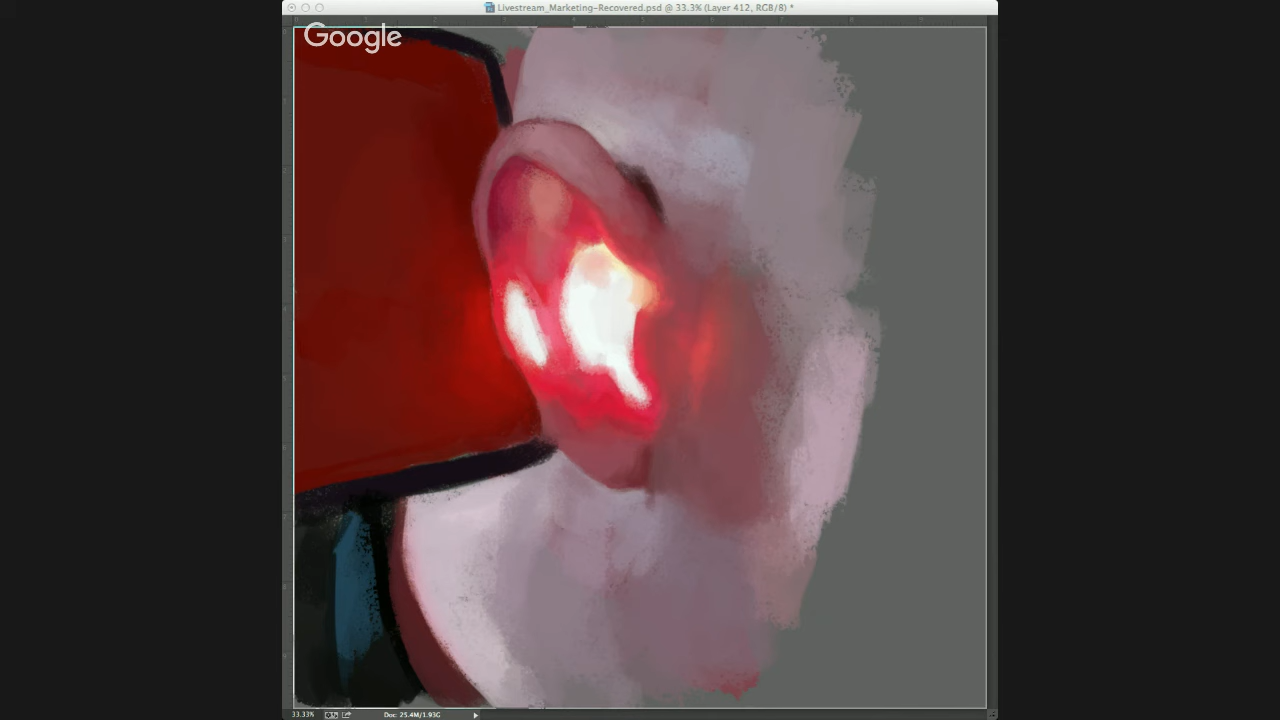 Livestream_Marketing-Recovered.psd @ 33.3% (Layer 412, RGB/8) *
Google
33.33%
Doc: 25.4M/1.93G